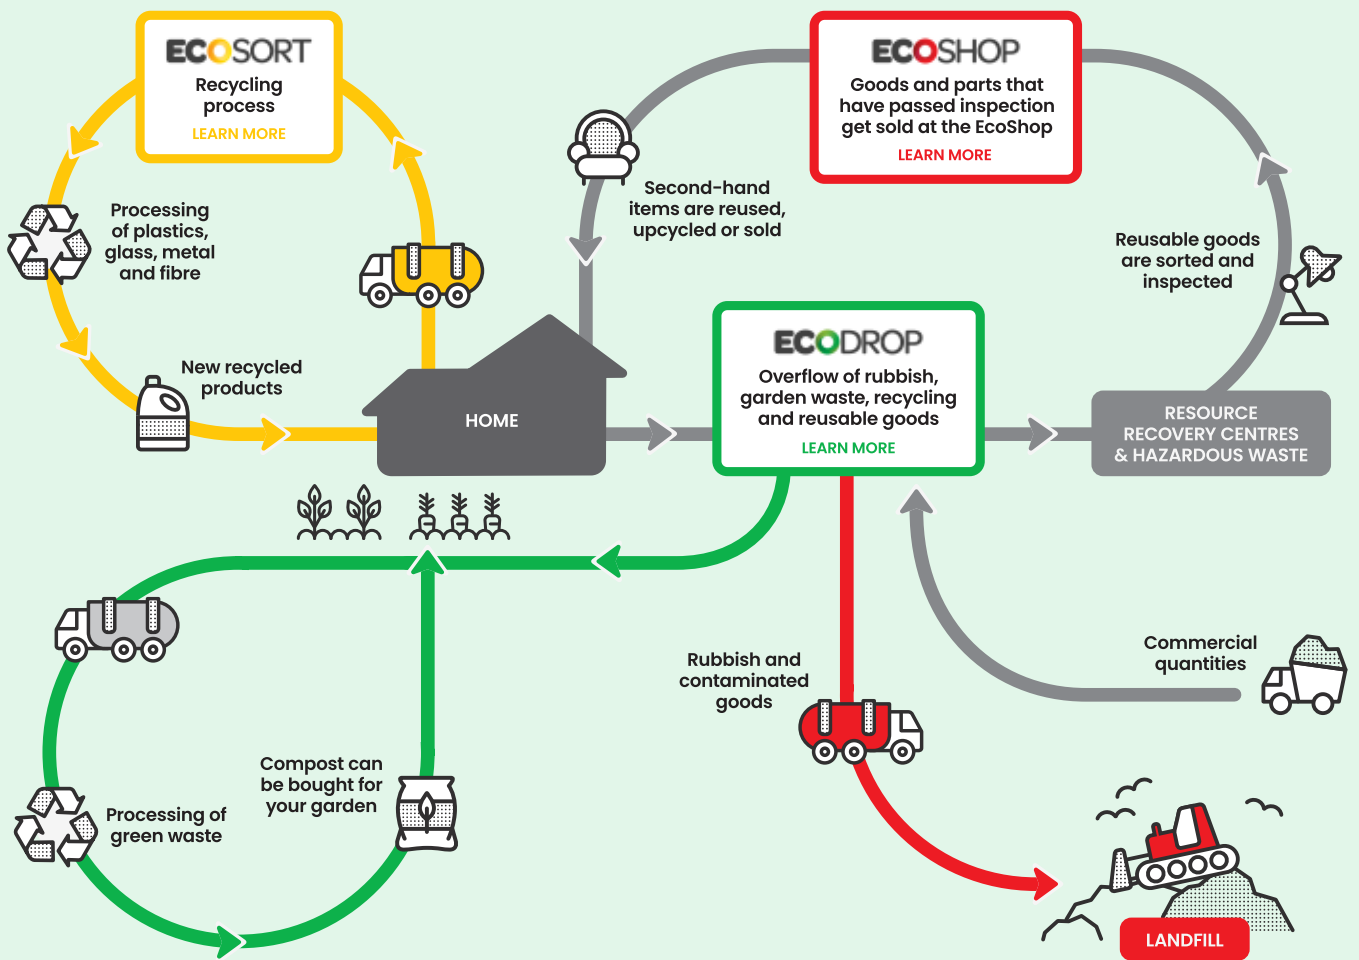 ECOSORT
Recycling
process
LEARN MORE
ECOSHOP
Goods and parts that
have passed inspection
get sold at the EcoShop
LEARN MORE
Processing
of plastics,
glass, metal
and fibre
Second-hand
items are reused,
upcycled or sold
Reusable goods
are sorted and
inspected
New recycled
products
HOME
ECODROP
Overflow of rubbish,
garden waste, recycling
and reusable goods
LEARN MORE
RESOURCE
RECOVERY CENTRES
& HAZARDOUS WASTE
Commercial
quantities
Rubbish and
contaminated
goods
Compost can
be bought for
your garden
Processing of
green waste
LANDFILL